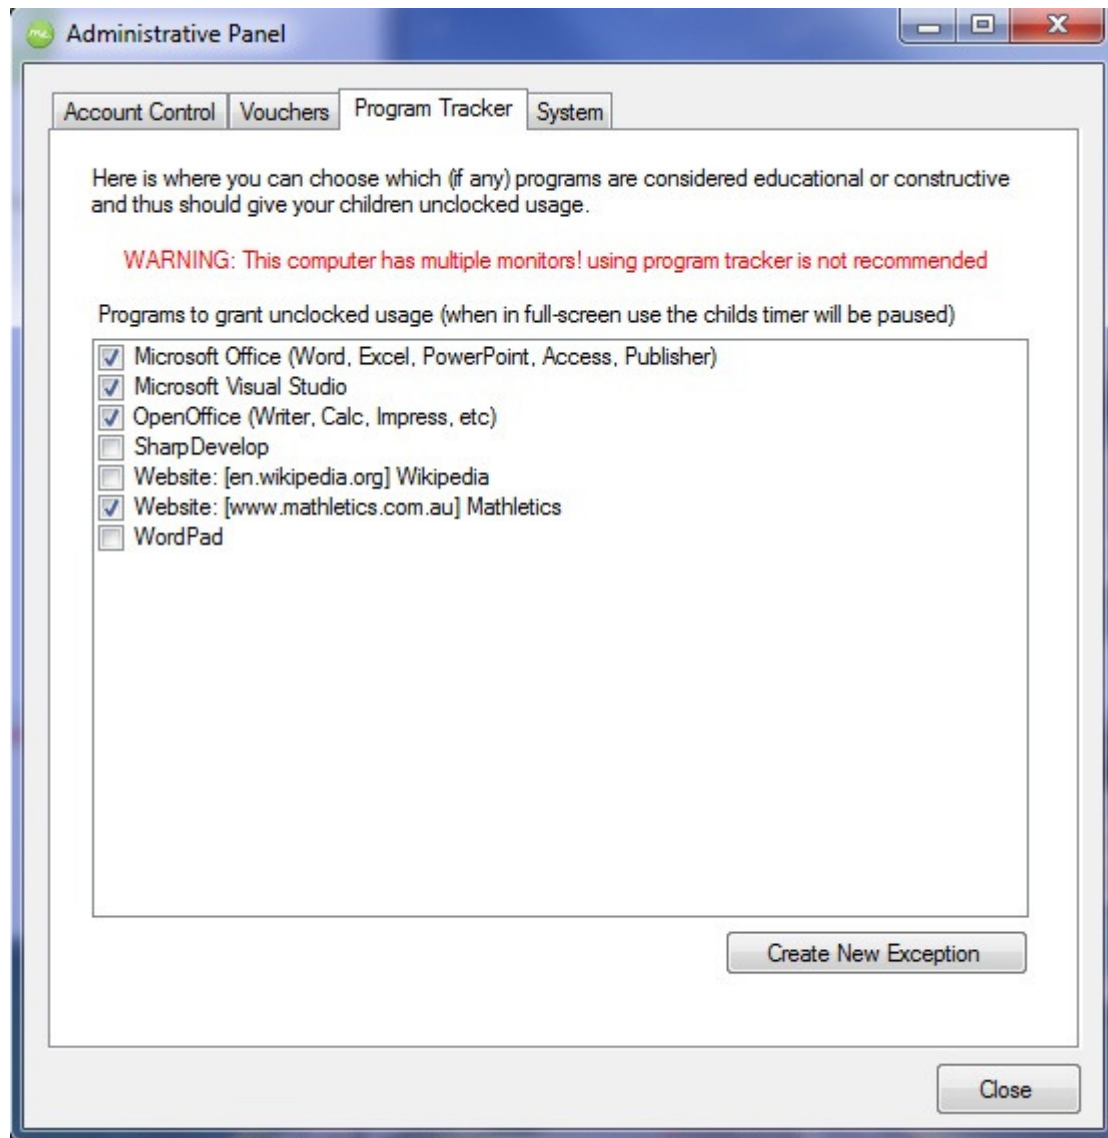 Administrative Panel
Account Control
Vouchers
Program Tracker
System
Here is where you can choose which (if any) programs are considered educational or constructive
and thus should give your children unclocked usage.
WARNING: This computer has multiple monitors! using program tracker is not recommended
Programs to grant unclocked usage (when in full-screen use the childs timer will be paused)
Microsoft Office (Word, Excel, PowerPoint, Access, Publisher)
Microsoft Visual Studio
OpenOffice (Writer, Calc, Impress, etc)
SharpDevelop
Website: [en.wikipedia.org] Wikipedia
Website: [www.mathletics.com.au] Mathletics
WordPad
Create New Exception
Close